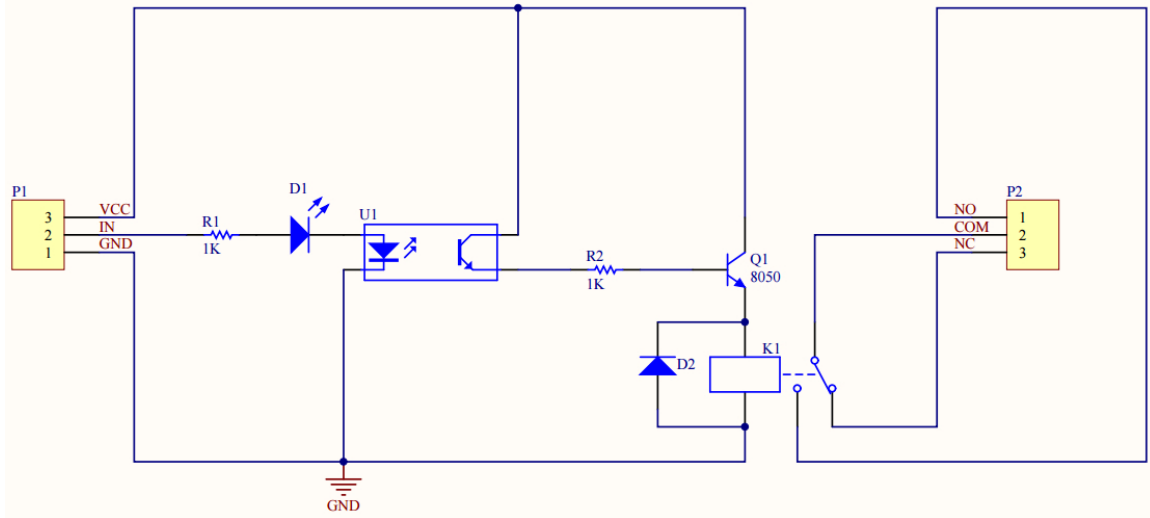 P1
3 VCC
2 IN
1 GND
R1
1K
D1
U1
R2
1K
Q1
8050
D2
K1
GND
P2
NO 1
COM 2
NC 3